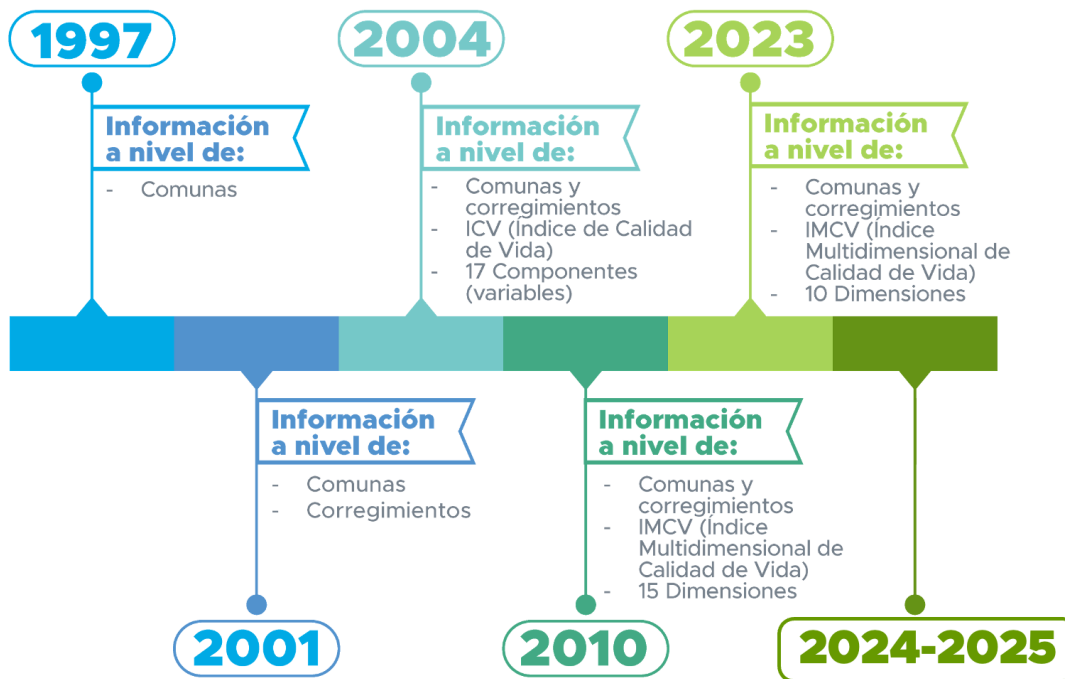 1997
Información
a nivel de:
- Comunas
2004
Información
a nivel de:
- Comunas y
corregimientos
- ICV (Índice de Calidad
de Vida)
- 17 Componentes
(variables)
2023
Información
a nivel de:
- Comunas y
corregimientos
- IMCV (Índice
Multidimensional de
Calidad de Vida)
- 10 Dimensiones
Información
a nivel de:
- Comunas
- Corregimientos
2001
Información
a nivel de:
- Comunas y
corregimientos
- IMCV (Índice
Multidimensional de
Calidad de Vida)
- 15 Dimensiones
2010
2024-2025